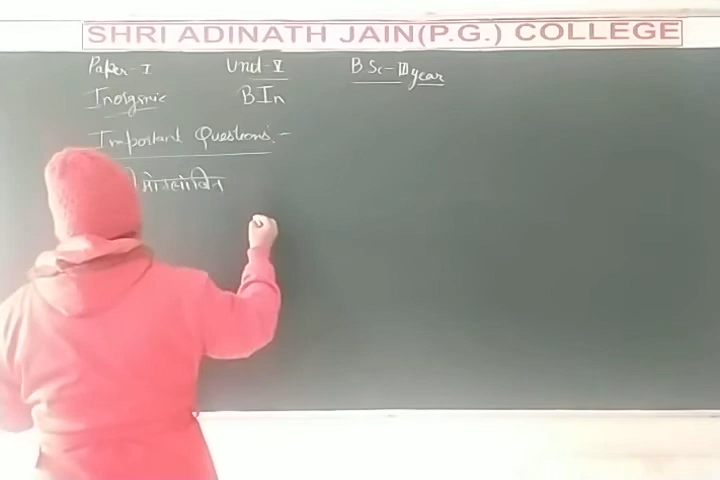 SHRI ADINATH JAIN(P.G.) COLLEGE
Paper-I Unit-V B Sc-III year
Inorganic BIn
Important Questions:-